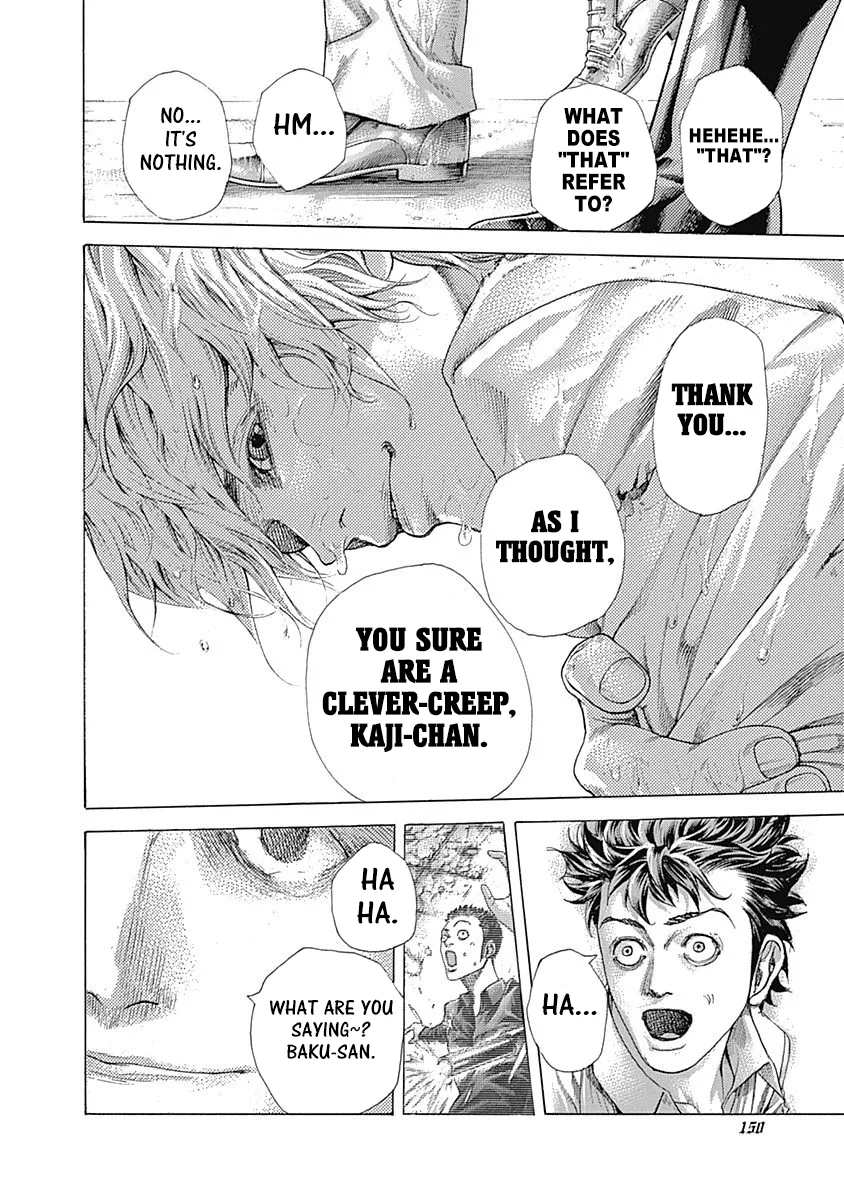 HEHEHE...
"THAT"?
WHAT
DOES
"THAT"
REFER
TO?
HM...
NO...
IT'S
NOTHING.
THANK
YOU...
AS I
THOUGHT,
YOU SURE
ARE A
CLEVER-CREEP,
KAJI-CHAN.
HA...
HA
HA.
WHAT ARE YOU
SAYING~?
BAKU-SAN.
150